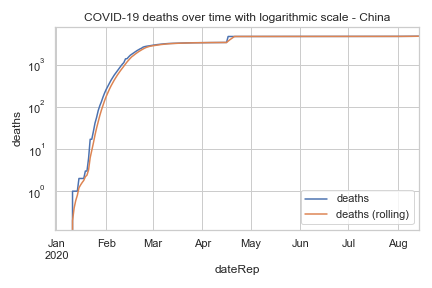 COVID-19 deaths over time with logarithmic scale - China
deaths
10³
10²
10¹
10⁰
deaths
deaths (rolling)
Jan Feb Mar Apr May Jun Jul Aug
2020
dateRep